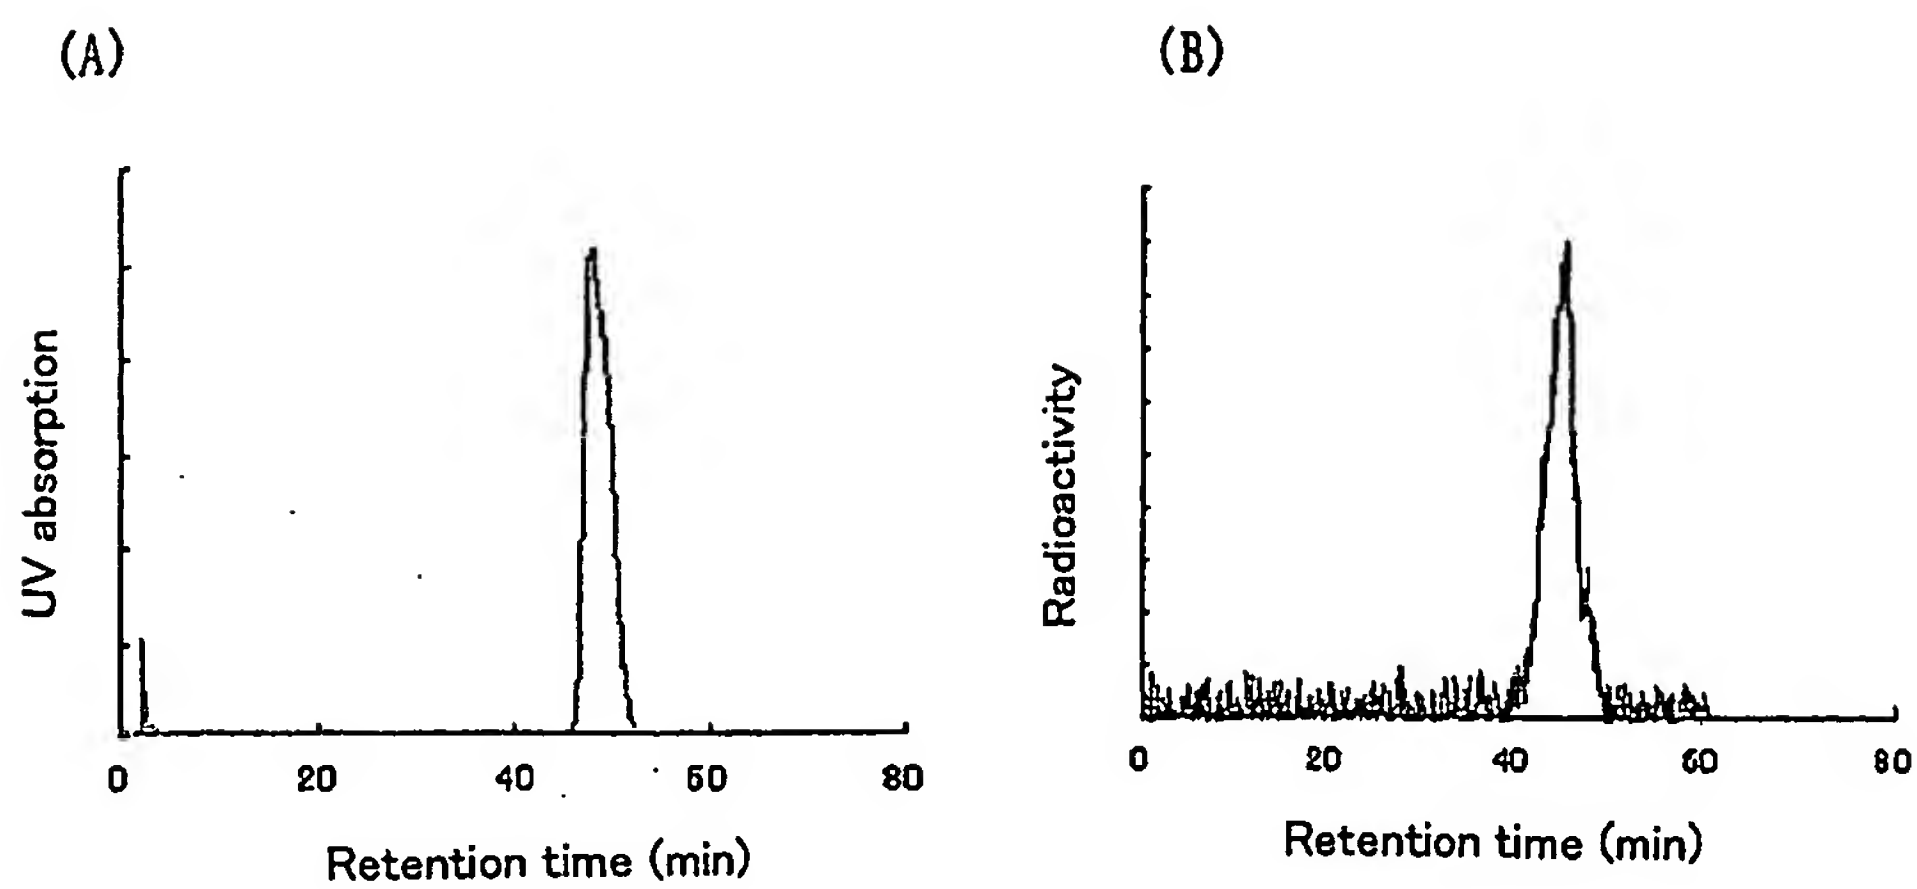 (A)
UV absorption
0 20 40 60 80
Retention time (min)
(B)
Radioactivity
0 20 40 60 80
Retention time (min)